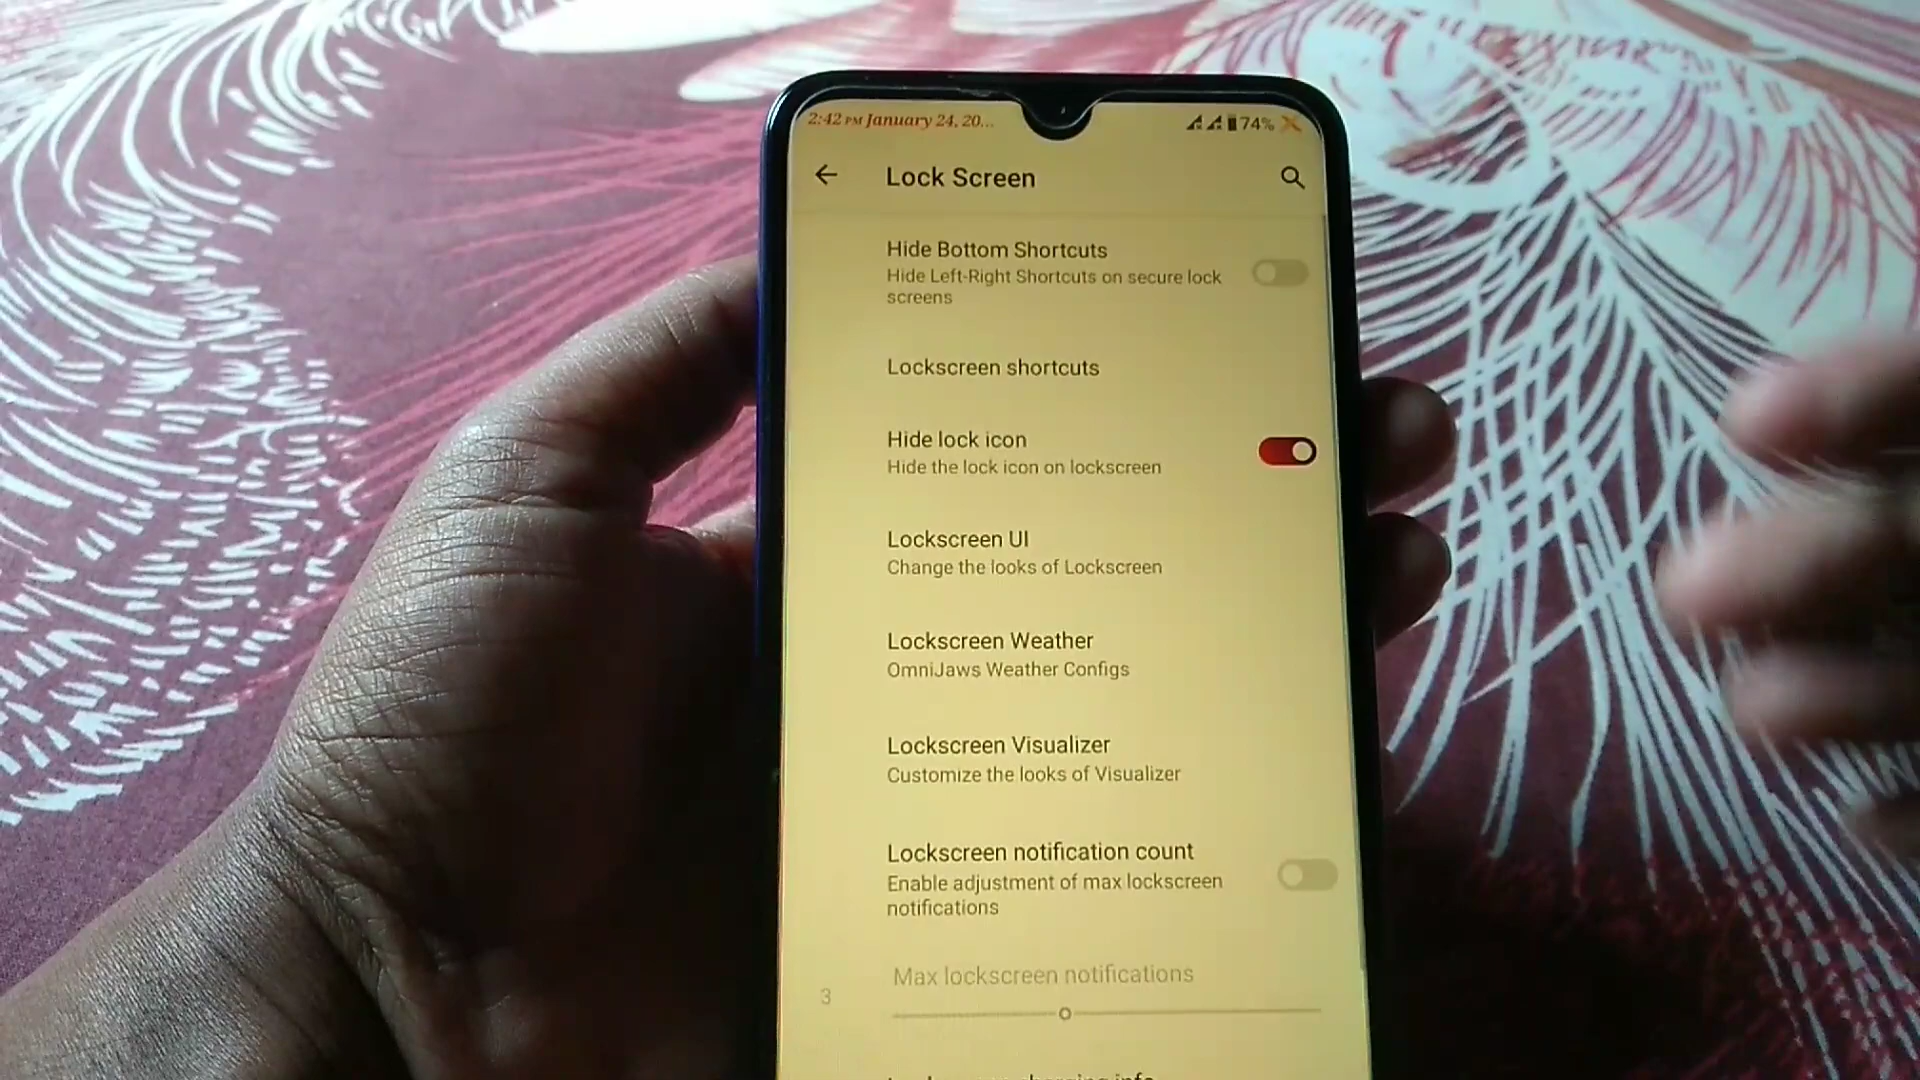 2:42 PM January 24, 20...
74%
Lock Screen
Hide Bottom Shortcuts
Hide Left-Right Shortcuts on secure lock
screens
Lockscreen shortcuts
Hide lock icon
Hide the lock icon on lockscreen
Lockscreen UI
Change the looks of Lockscreen
Lockscreen Weather
OmniJaws Weather Configs
Lockscreen Visualizer
Customize the looks of Visualizer
Lockscreen notification count
Enable adjustment of max lockscreen
notifications
Max lockscreen notifications
3